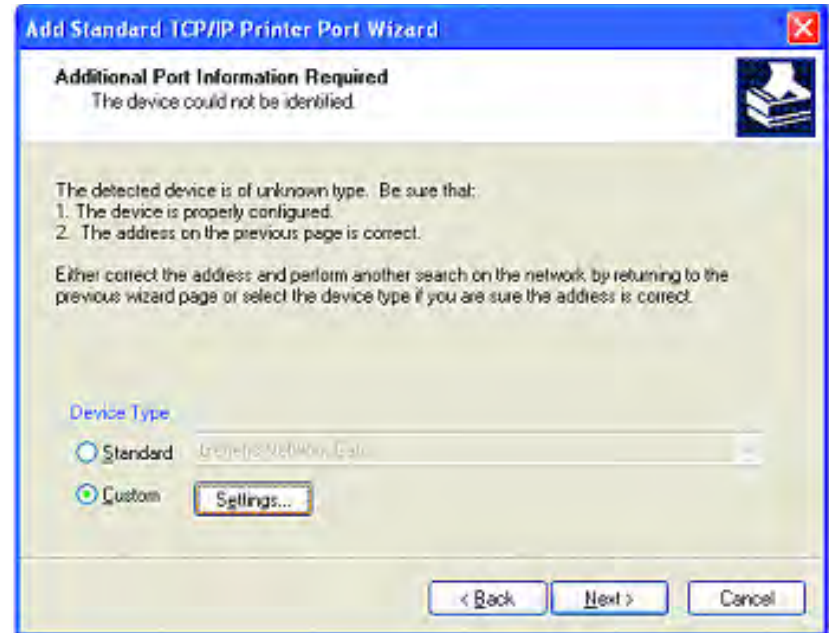 Add Standard TCP/IP Printer Port Wizard
Additional Port Information Required
The device could not be identified.
The detected device is of unknown type. Be sure that:
1. The device is properly configured.
2. The address on the previous page is correct.
Either correct the address and perform another search on the network by returning to the
previous wizard page or select the device type if you are sure the address is correct.
Device Type
Standard
Custom
Settings...
< Back
Next >
Cancel